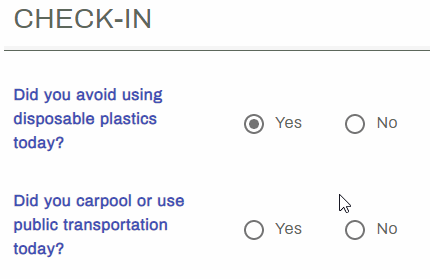 CHECK-IN
Did you avoid using
disposable plastics
today?
Yes
No
Did you carpool or use
public transportation
today?
Yes
No